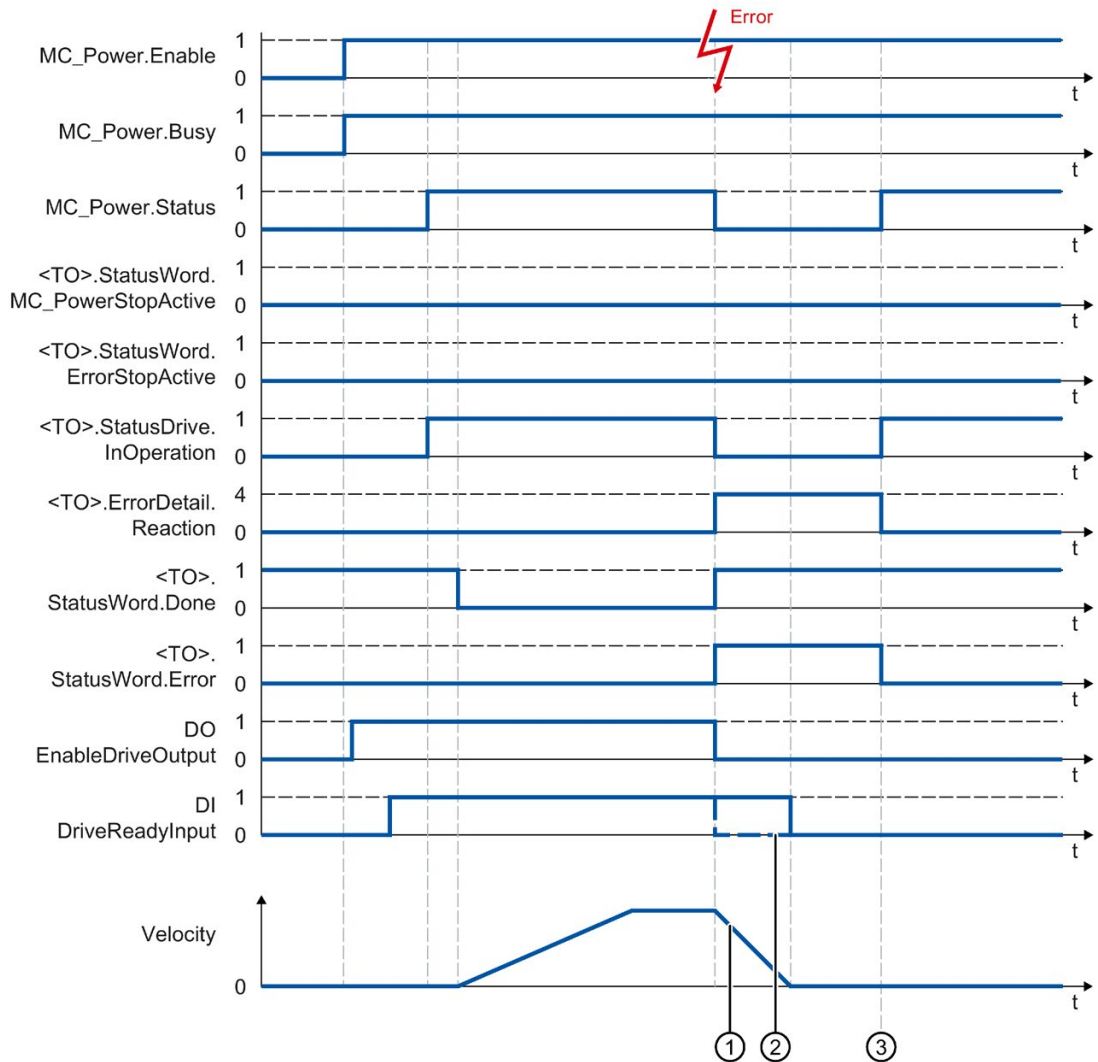 Error
MC_Power.Enable
1
0
t
MC_Power.Busy
1
0
t
MC_Power.Status
1
0
t
<TO>.StatusWord.
MC_PowerStopActive
1
0
t
<TO>.StatusWord.
ErrorStopActive
1
0
t
<TO>.StatusDrive.
InOperation
1
0
t
<TO>.ErrorDetail.
Reaction
4
0
t
<TO>.
StatusWord.Done
1
0
t
<TO>.
StatusWord.Error
1
0
t
DO
EnableDriveOutput
1
0
t
DI
DriveReadyInput
1
0
t
Velocity
0
t
1 2 3